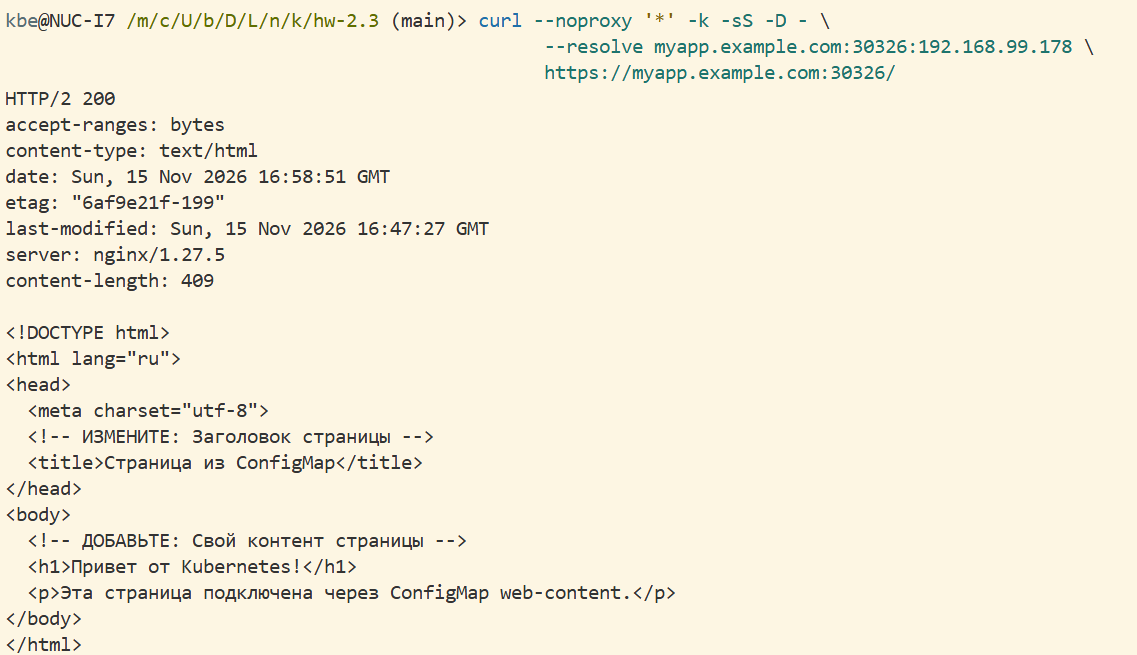 kbe@NUC-I7 /m/c/U/b/D/L/n/k/hw-2.3 (main)> curl --noproxy '*' -k -sS -D - \
--resolve myapp.example.com:30326:192.168.99.178 \
https://myapp.example.com:30326/
HTTP/2 200
accept-ranges: bytes
content-type: text/html
date: Sun, 15 Nov 2026 16:58:51 GMT
etag: "6af9e21f-199"
last-modified: Sun, 15 Nov 2026 16:47:27 GMT
server: nginx/1.27.5
content-length: 409

<!DOCTYPE html>
<html lang="ru">
<head>
  <meta charset="utf-8">
  <!-- ИЗМЕНИТЕ: Заголовок страницы -->
  <title>Страница из ConfigMap</title>
</head>
<body>
  <!-- ДОБАВЬТЕ: Свой контент страницы -->
  <h1>Привет от Kubernetes!</h1>
  <p>Эта страница подключена через ConfigMap web-content.</p>
</body>
</html>